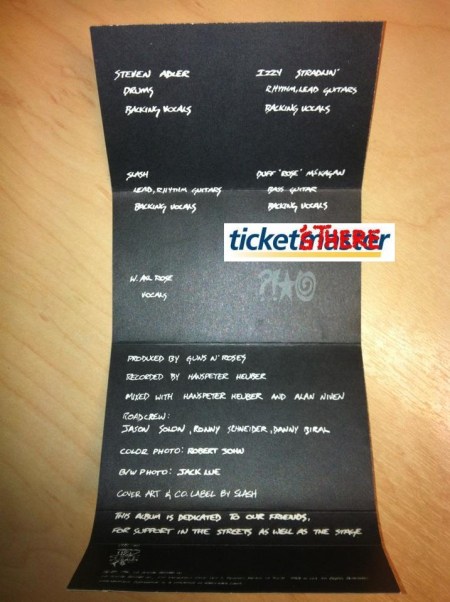 STEVEN ADLER
DRUMS
BACKING VOCALS
IZZY STRADLIN'
RHYTHM, LEAD GUITARS
BACKING VOCALS
SLASH
LEAD, RHYTHM GUITARS
BACKING VOCALS
DUFF "ROSE" McKAGAN
BASS GUITAR
BACKING VOCALS
ticketmaster
W. AXL ROSE
VOCALS
?!★@
PRODUCED BY GUNS N' ROSES
RECORDED BY HANSPETER HEUBER
MIXED WITH HANSPETER HEUBER AND ALAN NIVEN
ROADCREW:
JASON SOLON, RONNY SCHNEIDER, DANNY BIRAL
COLOR PHOTO: ROBERT JOHN
B/W PHOTO: JACK LUE
COVER ART & CO. LABEL BY SLASH
THIS ALBUM IS DEDICATED TO OUR FRIENDS,
FOR SUPPORT IN THE STREETS AS WELL AS THE STAGE